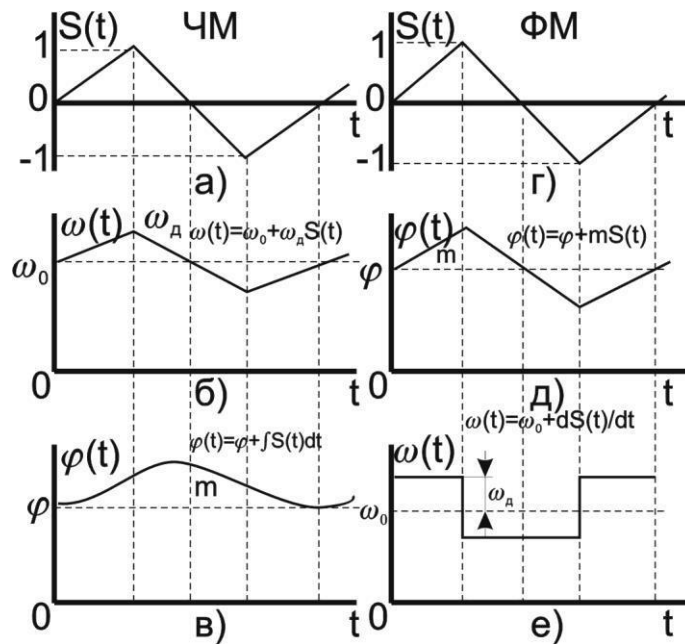 ЧМ
S(t)
1
0
-1
t
а)
ФМ
S(t)
1
0
-1
t
г)
ω(t)
ω_д
ω(t)=ω₀+ω_дS(t)
ω₀
0
t
б)
φ(t)
m
φ(t)=φ+mS(t)
φ
0
t
д)
φ(t)
φ(t)=φ+∫S(t)dt
m
φ
0
t
в)
ω(t)=ω₀+dS(t)/dt
ω(t)
ω_д
ω₀
0
t
е)